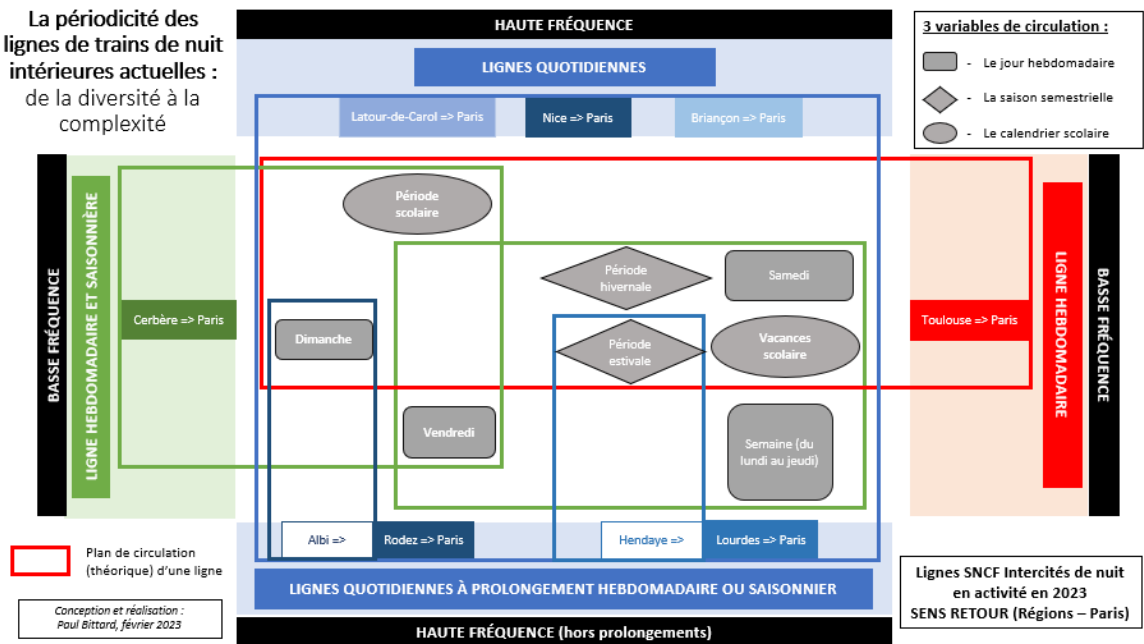 La périodicité des
lignes de trains de nuit
intérieures actuelles :
de la diversité à la
complexité
HAUTE FRÉQUENCE
LIGNES QUOTIDIENNES
Latour-de-Carol => Paris
Nice => Paris
Briançon => Paris
3 variables de circulation :
- Le jour hebdomadaire
- La saison semestrielle
- Le calendrier scolaire
BASSE FRÉQUENCE
LIGNE HEBDOMADAIRE ET SAISONNIÈRE
Cerbère => Paris
Période
scolaire
Période
hivernale
Samedi
Dimanche
Période
estivale
Vacances
scolaire
Vendredi
Semaine (du
lundi au jeudi)
Toulouse => Paris
LIGNE HEBDOMADAIRE
BASSE FRÉQUENCE
Albi =>
Rodez => Paris
Hendaye =>
Lourdes => Paris
LIGNES QUOTIDIENNES À PROLONGEMENT HEBDOMADAIRE OU SAISONNIER
HAUTE FRÉQUENCE (hors prolongements)
Plan de circulation
(théorique) d'une ligne
Conception et réalisation :
Paul Bittard, février 2023
Lignes SNCF Intercités de nuit
en activité en 2023
SENS RETOUR (Régions – Paris)